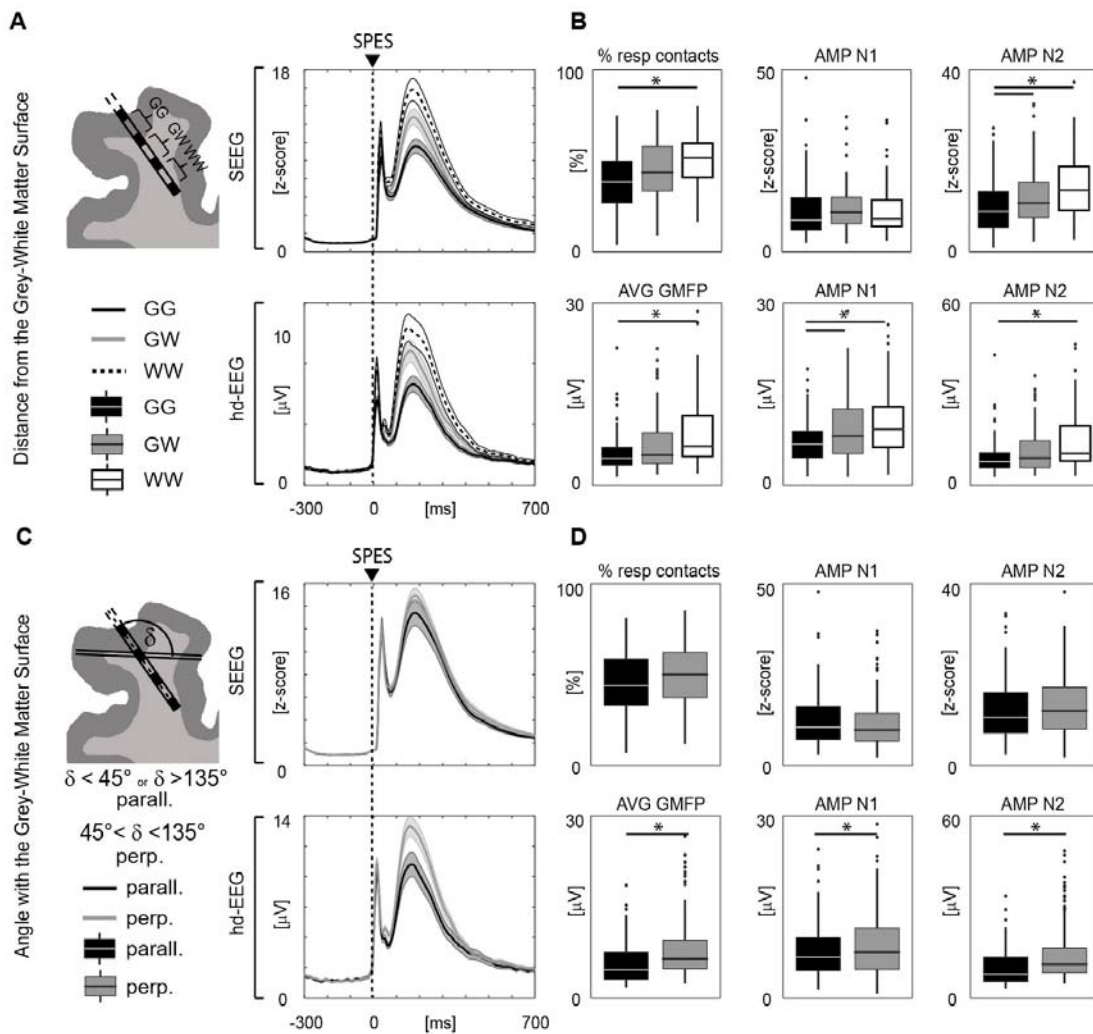 A
Distance from the Grey-White Matter Surface
GG
GW
WW
GG
GW
WW
GG
GW
WW
SPES
SEEG
18
[z-score]
0
hd-EEG
10
[μV]
0
-300
0
[ms]
700
B
% resp contacts
100
[%]
0
*
AMP N1
50
[z-score]
0
AMP N2
40
[z-score]
0
*
AVG GMFP
30
[μV]
0
*
AMP N1
30
[μV]
0
*
AMP N2
60
[μV]
0
*
C
Angle with the Grey-White Matter Surface
δ
δ < 45° or δ >135°
parall.
45°< δ <135°
perp.
parall.
perp.
parall.
perp.
SPES
SEEG
16
[z-score]
0
hd-EEG
14
[μV]
0
-300
0
[ms]
700
D
% resp contacts
100
[%]
0
AMP N1
50
[z-score]
0
AMP N2
40
[z-score]
0
AVG GMFP
30
[μV]
0
*
AMP N1
30
[μV]
0
*
AMP N2
60
[μV]
0
*